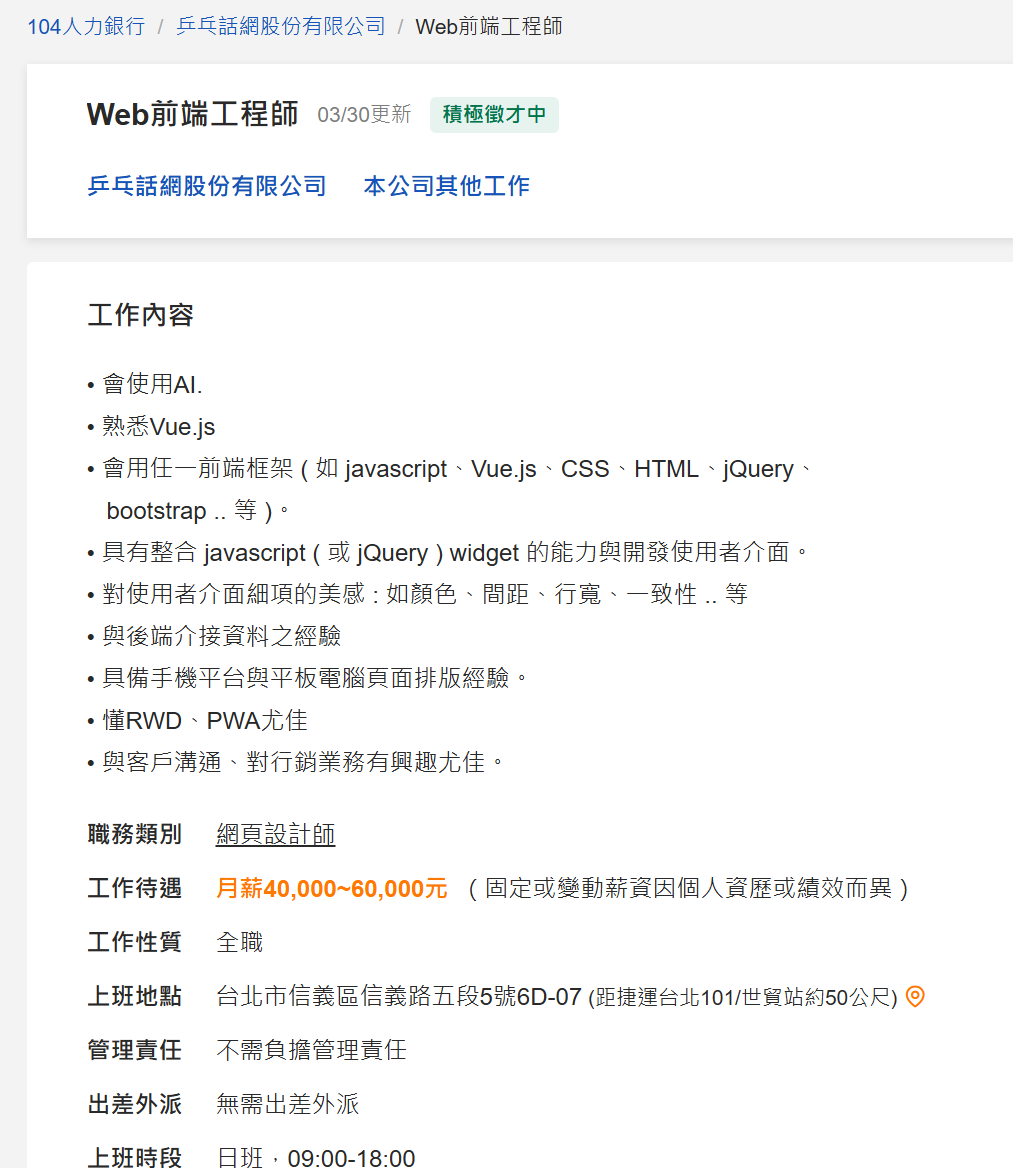 104人力銀行 / 乒乓話網股份有限公司 / Web前端工程師
Web前端工程師 03/30更新 積極徵才中
乒乓話網股份有限公司 本公司其他工作
工作內容
• 會使用AI.
• 熟悉Vue.js
• 會用任一前端框架 ( 如 javascript、Vue.js、CSS、HTML、jQuery、
bootstrap .. 等 )。
• 具有整合 javascript ( 或 jQuery ) widget 的能力與開發使用者介面。
• 對使用者介面細項的美感 : 如顏色、間距、行寬、一致性 .. 等
• 與後端介接資料之經驗
• 具備手機平台與平板電腦頁面排版經驗。
• 懂RWD、PWA尤佳
• 與客戶溝通、對行銷業務有興趣尤佳。
職務類別 網頁設計師
工作待遇 月薪40,000~60,000元 ( 固定或變動薪資因個人資歷或績效而異 )
工作性質 全職
上班地點 台北市信義區信義路五段5號6D-07 (距捷運台北101/世貿站約50公尺)
管理責任 不需負擔管理責任
出差外派 無需出差外派
上班時段 日班，09:00-18:00